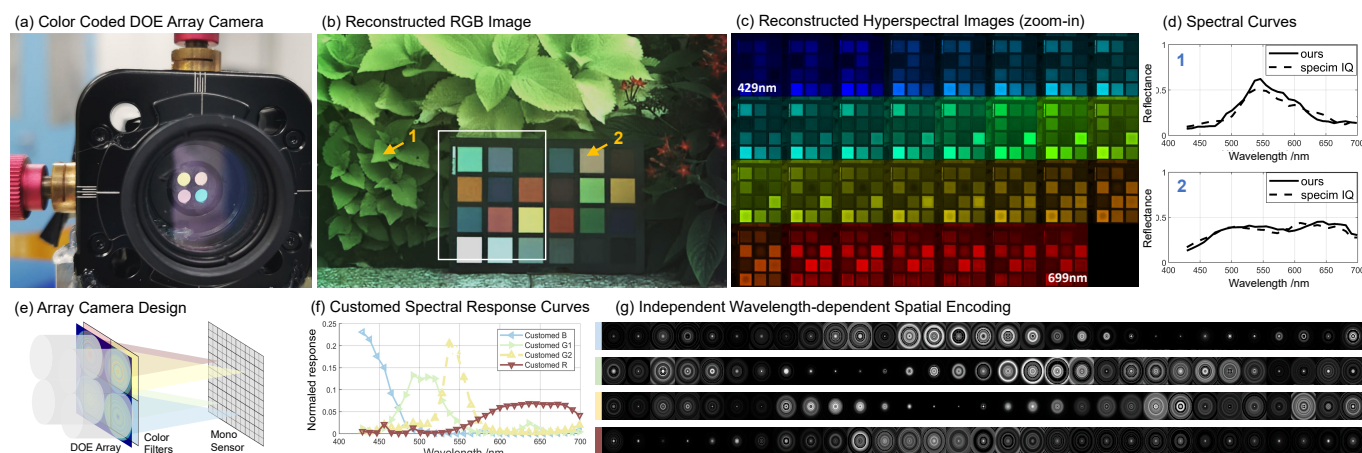 (a) Color Coded DOE Array Camera
(b) Reconstructed RGB Image
1
2
(c) Reconstructed Hyperspectral Images (zoom-in)
429nm
699nm
(d) Spectral Curves
1
ours
specim IQ
Reflectance
1
0.5
0
400 450 500 550 600 650 700
Wavelength /nm
2
ours
specim IQ
Reflectance
1
0.5
0
400 450 500 550 600 650 700
Wavelength /nm
(e) Array Camera Design
DOE Array
Color
Filters
Mono
Sensor
(f) Customed Spectral Response Curves
Normaled response
0.25
0.2
0.15
0.1
0.05
0
Customed B
Customed G1
Customed G2
Customed R
400 450 500 550 600 650 700
Wavelength /nm
(g) Independent Wavelength-dependent Spatial Encoding